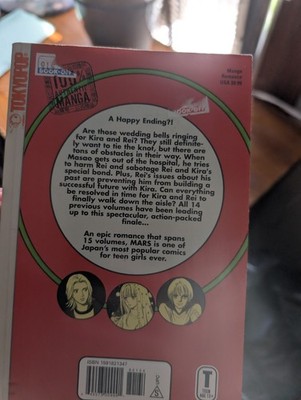 TOKYOPOP
BOOK-OFF
100%
MANGA
Manga
Romance
A Happy Ending?!
Are those wedding bells ringing
for Kira and Rei? They still definite-
ly want to tie the knot, but there are
tons of obstacles in their way. When
Masao gets out of the hospital, he tries
to harm Rei and sabotage Rei and Kira's
special bond. Plus, Rei's issues about his
past are preventing him from building a
successful future with Kira. Can everything
be resolved in time for Kira and Rei to
finally walk down the aisle? All 14
previous volumes have been leading
up to this spectacular, action-packed
finale...
An epic romance that spans
15 volumes, MARS is one of
Japan's most popular comics
for teen girls ever.
T
TEEN